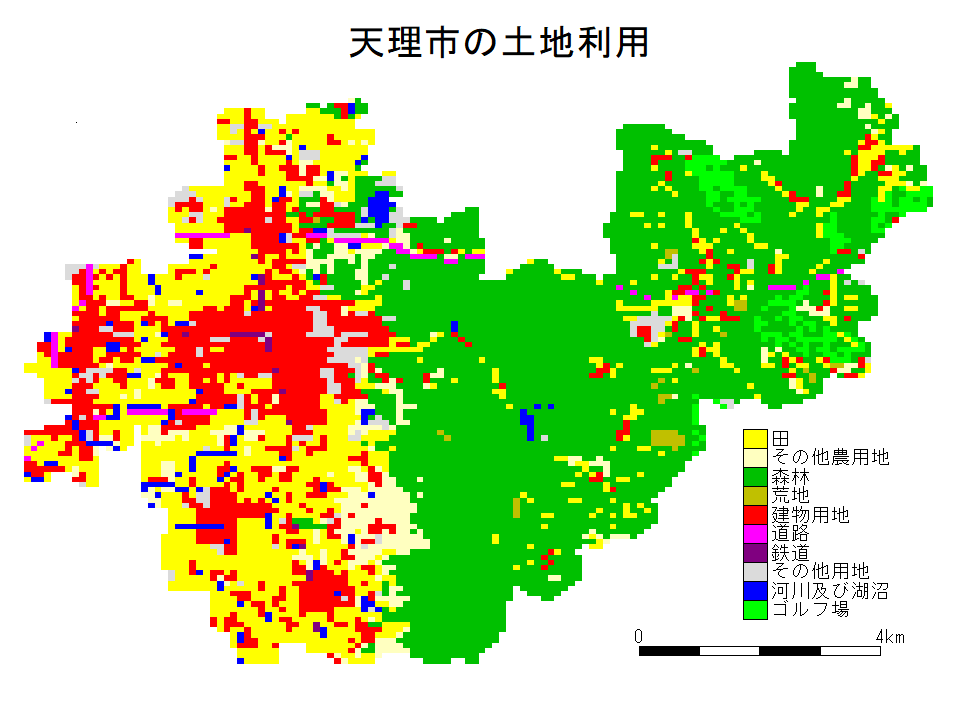 天理市の土地利用
田
その他農用地
森林
荒地
建物用地
道路
鉄道
その他用地
河川及び湖沼
ゴルフ場
0 4km